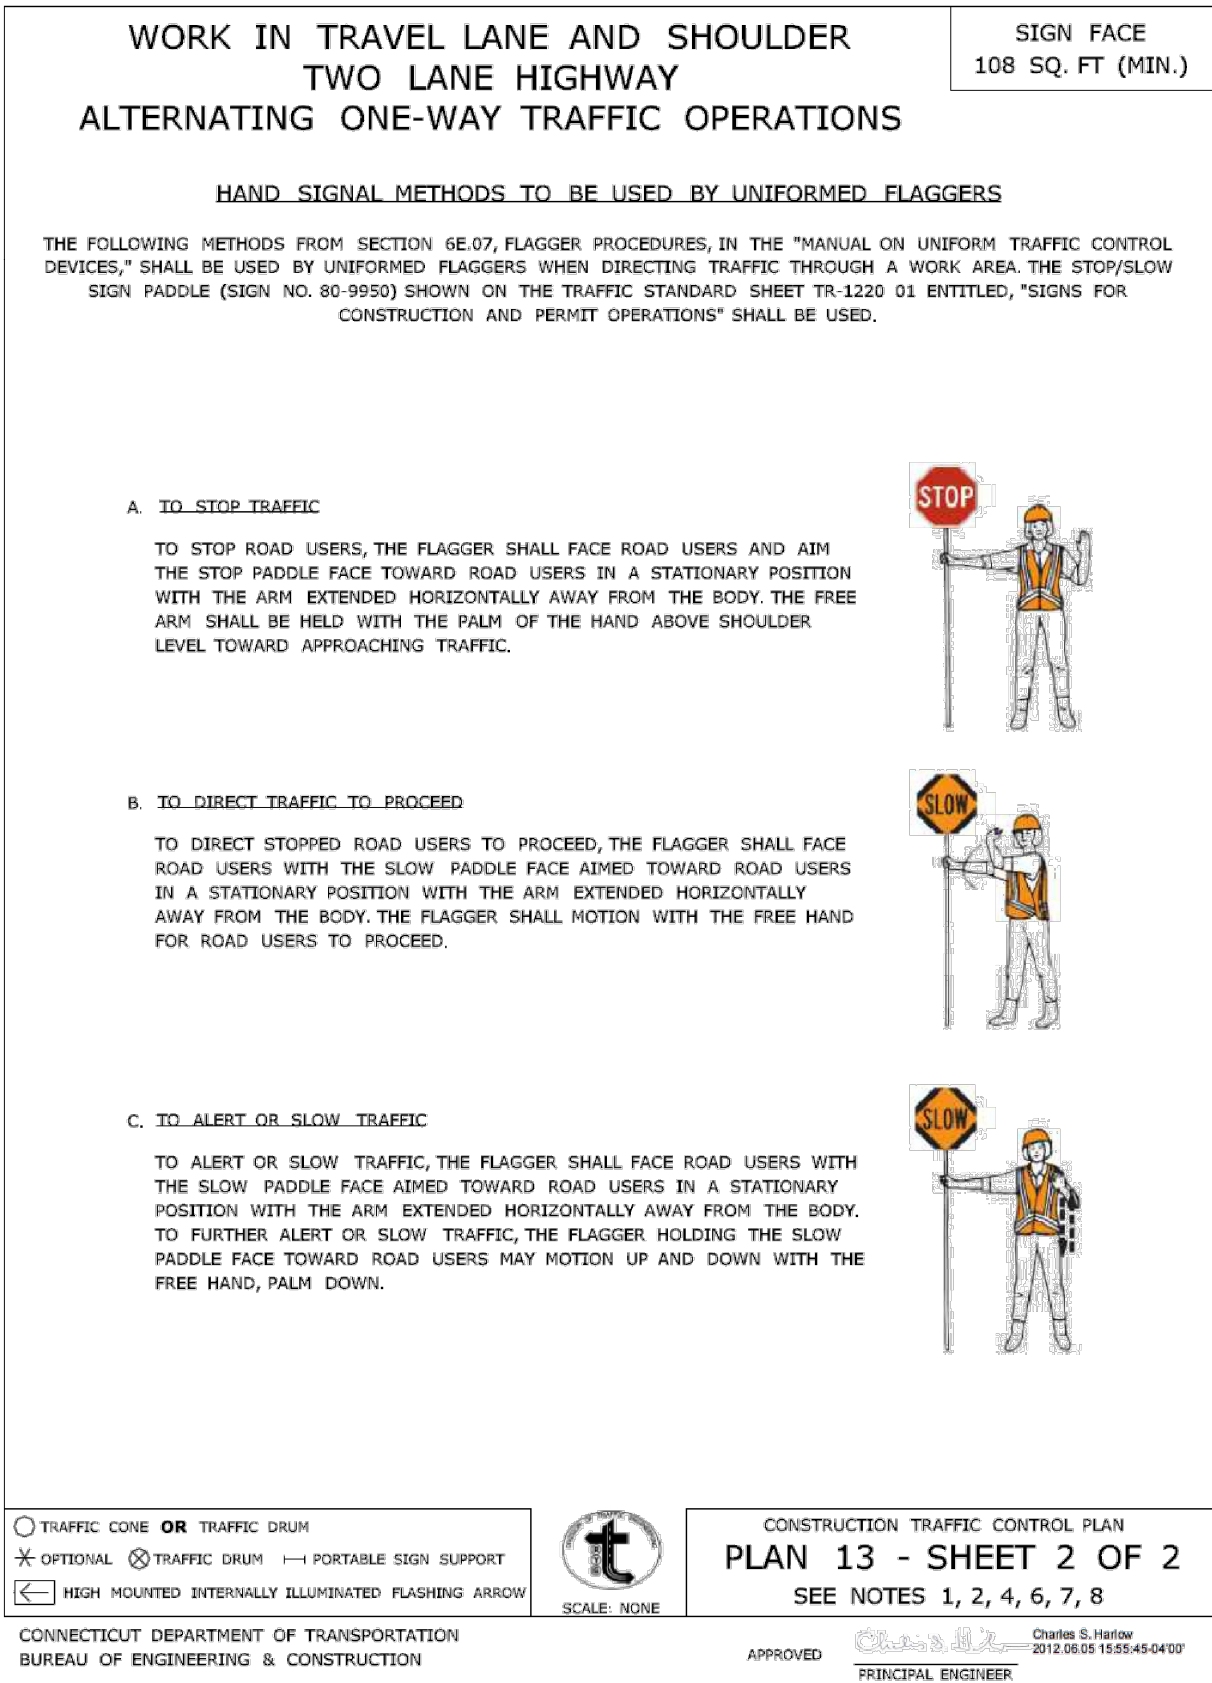 WORK IN TRAVEL LANE AND SHOULDER
TWO LANE HIGHWAY
ALTERNATING ONE-WAY TRAFFIC OPERATIONS
SIGN FACE
108 SQ. FT (MIN.)
HAND SIGNAL METHODS TO BE USED BY UNIFORMED FLAGGERS
THE FOLLOWING METHODS FROM SECTION 6E.07, FLAGGER PROCEDURES, IN THE "MANUAL ON UNIFORM TRAFFIC CONTROL
DEVICES," SHALL BE USED BY UNIFORMED FLAGGERS WHEN DIRECTING TRAFFIC THROUGH A WORK AREA. THE STOP/SLOW
SIGN PADDLE (SIGN NO. 80-9950) SHOWN ON THE TRAFFIC STANDARD SHEET TR-1220 01 ENTITLED, "SIGNS FOR
CONSTRUCTION AND PERMIT OPERATIONS" SHALL BE USED.
A. TO STOP TRAFFIC
TO STOP ROAD USERS, THE FLAGGER SHALL FACE ROAD USERS AND AIM
THE STOP PADDLE FACE TOWARD ROAD USERS IN A STATIONARY POSITION
WITH THE ARM EXTENDED HORIZONTALLY AWAY FROM THE BODY. THE FREE
ARM SHALL BE HELD WITH THE PALM OF THE HAND ABOVE SHOULDER
LEVEL TOWARD APPROACHING TRAFFIC.
STOP
B. TO DIRECT TRAFFIC TO PROCEED
TO DIRECT STOPPED ROAD USERS TO PROCEED, THE FLAGGER SHALL FACE
ROAD USERS WITH THE SLOW PADDLE FACE AIMED TOWARD ROAD USERS
IN A STATIONARY POSITION WITH THE ARM EXTENDED HORIZONTALLY
AWAY FROM THE BODY. THE FLAGGER SHALL MOTION WITH THE FREE HAND
FOR ROAD USERS TO PROCEED.
SLOW
C. TO ALERT OR SLOW TRAFFIC
TO ALERT OR SLOW TRAFFIC, THE FLAGGER SHALL FACE ROAD USERS WITH
THE SLOW PADDLE FACE AIMED TOWARD ROAD USERS IN A STATIONARY
POSITION WITH THE ARM EXTENDED HORIZONTALLY AWAY FROM THE BODY.
TO FURTHER ALERT OR SLOW TRAFFIC, THE FLAGGER HOLDING THE SLOW
PADDLE FACE TOWARD ROAD USERS MAY MOTION UP AND DOWN WITH THE
FREE HAND, PALM DOWN.
SLOW
TRAFFIC CONE OR TRAFFIC DRUM
OPTIONAL TRAFFIC DRUM PORTABLE SIGN SUPPORT
HIGH MOUNTED INTERNALLY ILLUMINATED FLASHING ARROW
SCALE: NONE
CONSTRUCTION TRAFFIC CONTROL PLAN
PLAN 13 - SHEET 2 OF 2
SEE NOTES 1, 2, 4, 6, 7, 8
CONNECTICUT DEPARTMENT OF TRANSPORTATION
BUREAU OF ENGINEERING & CONSTRUCTION
APPROVED
Charles S. Harlow
2012.06.05 15:55:45-04'00'
PRINCIPAL ENGINEER